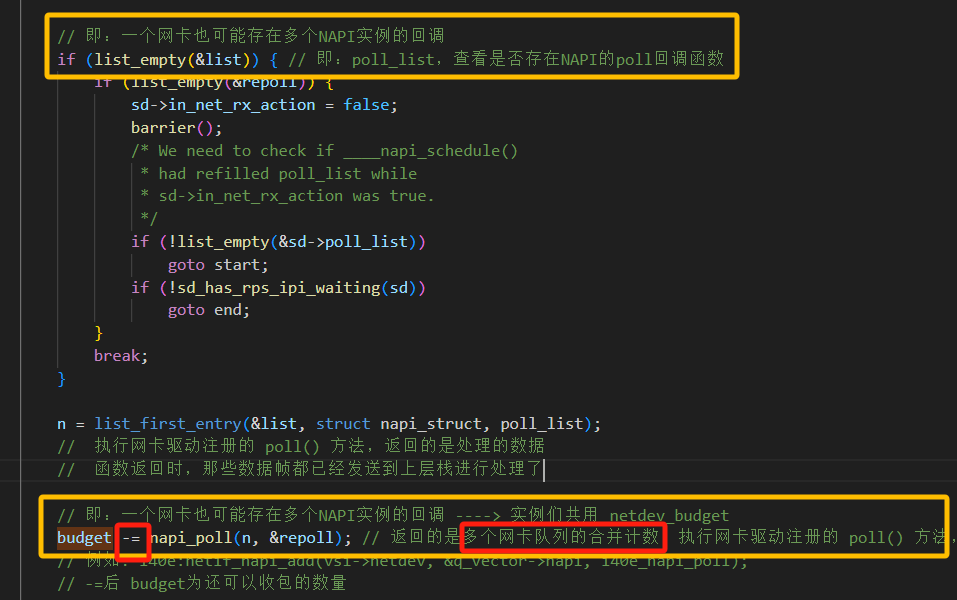 // 即：一个网卡也可能存在多个NAPI实例的回调
if (list_empty(&list)) { // 即：poll_list，查看是否存在NAPI的poll回调函数
if (list_empty(&repoll)) {
sd->in_net_rx_action = false;
barrier();
/* We need to check if ____napi_schedule()
* had refilled poll_list while
* sd->in_net_rx_action was true.
*/
if (!list_empty(&sd->poll_list))
goto start;
if (!sd_has_rps_ipi_waiting(sd))
goto end;
}
break;
}
n = list_first_entry(&list, struct napi_struct, poll_list);
// 执行网卡驱动注册的 poll() 方法，返回的是处理的数据
// 函数返回时，那些数据帧都已经发送到上层栈进行处理了
// 即：一个网卡也可能存在多个NAPI实例的回调 ----> 实例们共用 netdev_budget
budget -= napi_poll(n, &repoll); // 返回的是多个网卡队列的合并计数 执行网卡驱动注册的 poll() 方法，
// 例如：i40e:netif_napi_add(vsi->netdev, &q_vector->napi, i40e_napi_poll);
// -=后 budget为还可以收包的数量